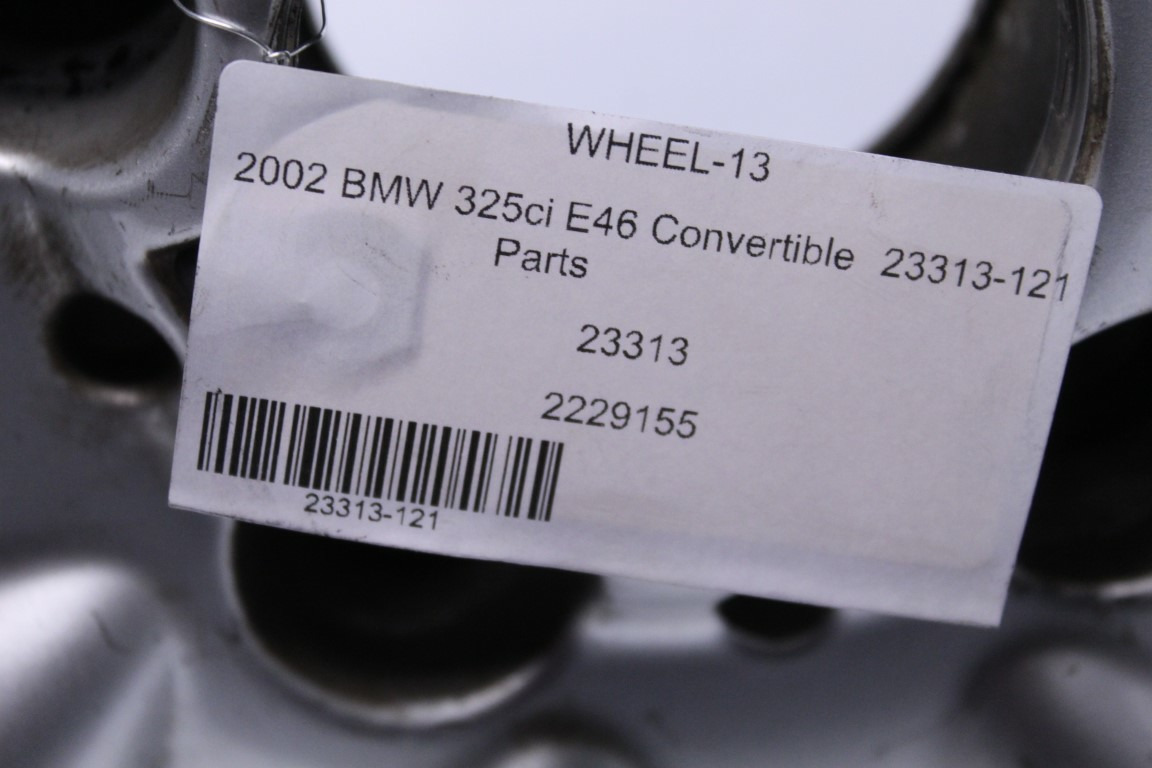 WHEEL-13
2002 BMW 325ci E46 Convertible 23313-121
Parts
23313
2229155
23313-121